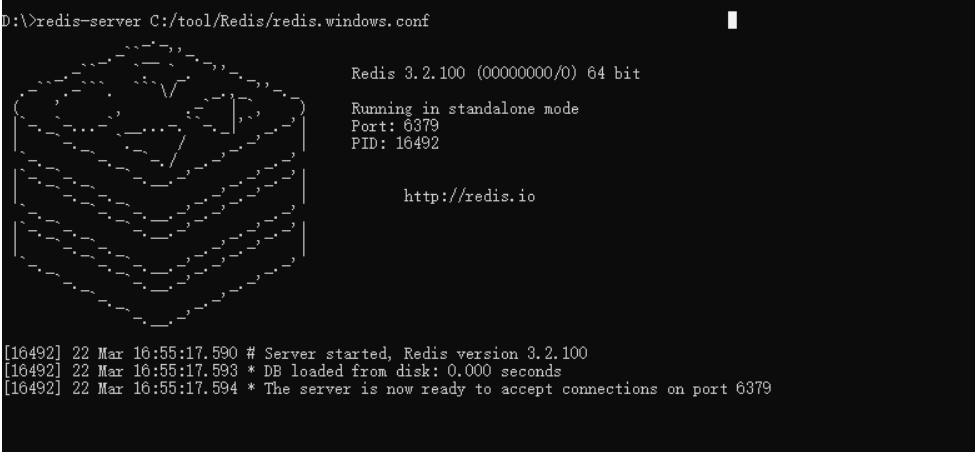 D:\>redis-server C:/tool/Redis/redis.windows.conf
Redis 3.2.100 (00000000/0) 64 bit
Running in standalone mode
Port: 6379
PID: 16492
http://redis.io
[16492] 22 Mar 16:55:17.590 # Server started, Redis version 3.2.100
[16492] 22 Mar 16:55:17.593 * DB loaded from disk: 0.000 seconds
[16492] 22 Mar 16:55:17.594 * The server is now ready to accept connections on port 6379